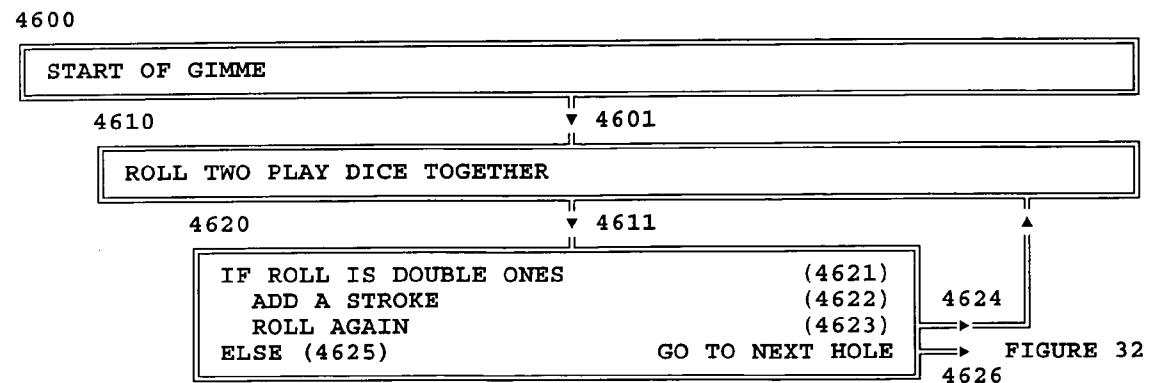 4600
START OF GIMME
4610 4601
ROLL TWO PLAY DICE TOGETHER
4620 4611
IF ROLL IS DOUBLE ONES (4621)
ADD A STROKE (4622) 4624
ROLL AGAIN (4623)
ELSE (4625) GO TO NEXT HOLE FIGURE 32
4626